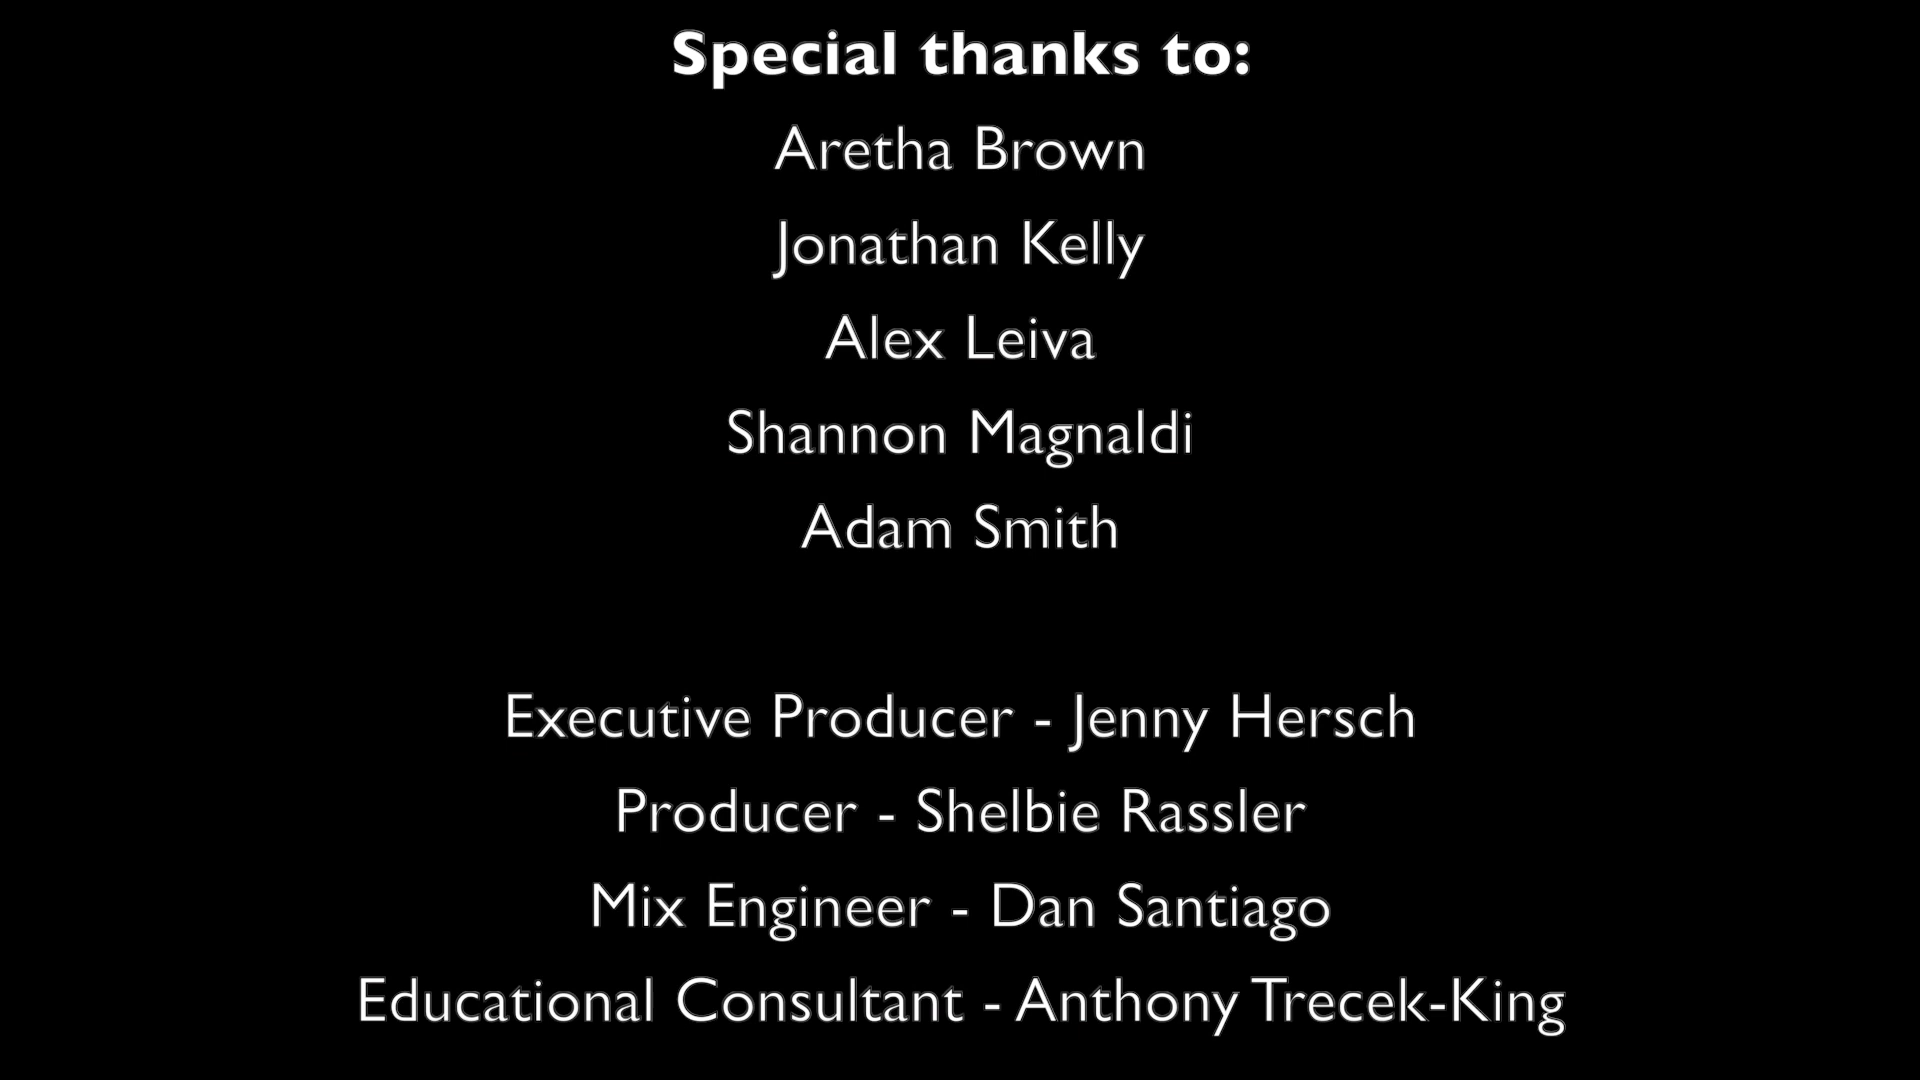 Special thanks to:
Aretha Brown
Jonathan Kelly
Alex Leiva
Shannon Magnaldi
Adam Smith
Executive Producer - Jenny Hersch
Producer - Shelbie Rassler
Mix Engineer - Dan Santiago
Educational Consultant - Anthony Trecek-King